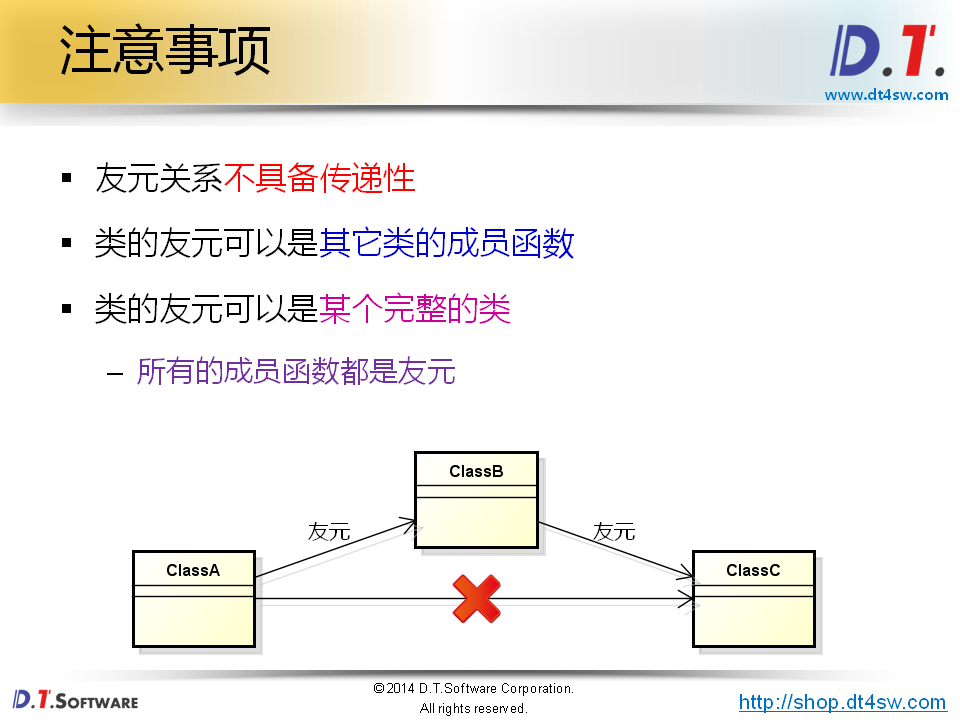 注意事项
D.T.
www.dt4sw.com
▪ 友元关系不具备传递性
▪ 类的友元可以是其它类的成员函数
▪ 类的友元可以是某个完整的类
– 所有的成员函数都是友元
ClassB
友元
友元
ClassA
ClassC
D.T.SOFTWARE
©2014 D.T.Software Corporation.
All rights reserved.
http://shop.dt4sw.com